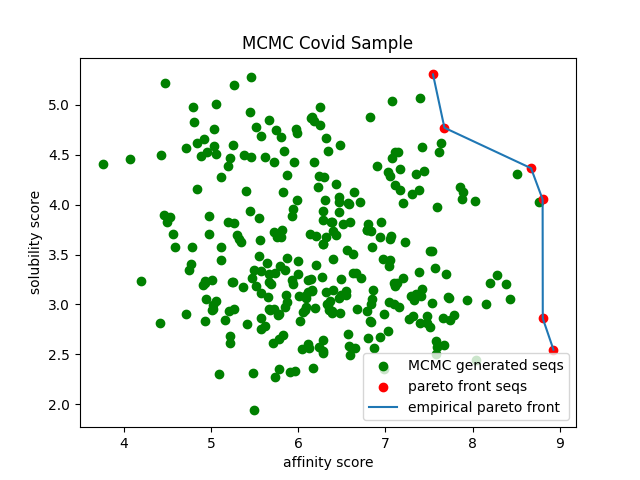 MCMC Covid Sample
solubility score
5.0
4.5
4.0
3.5
3.0
2.5
2.0
MCMC generated seqs
pareto front seqs
empirical pareto front
4 5 6 7 8 9
affinity score